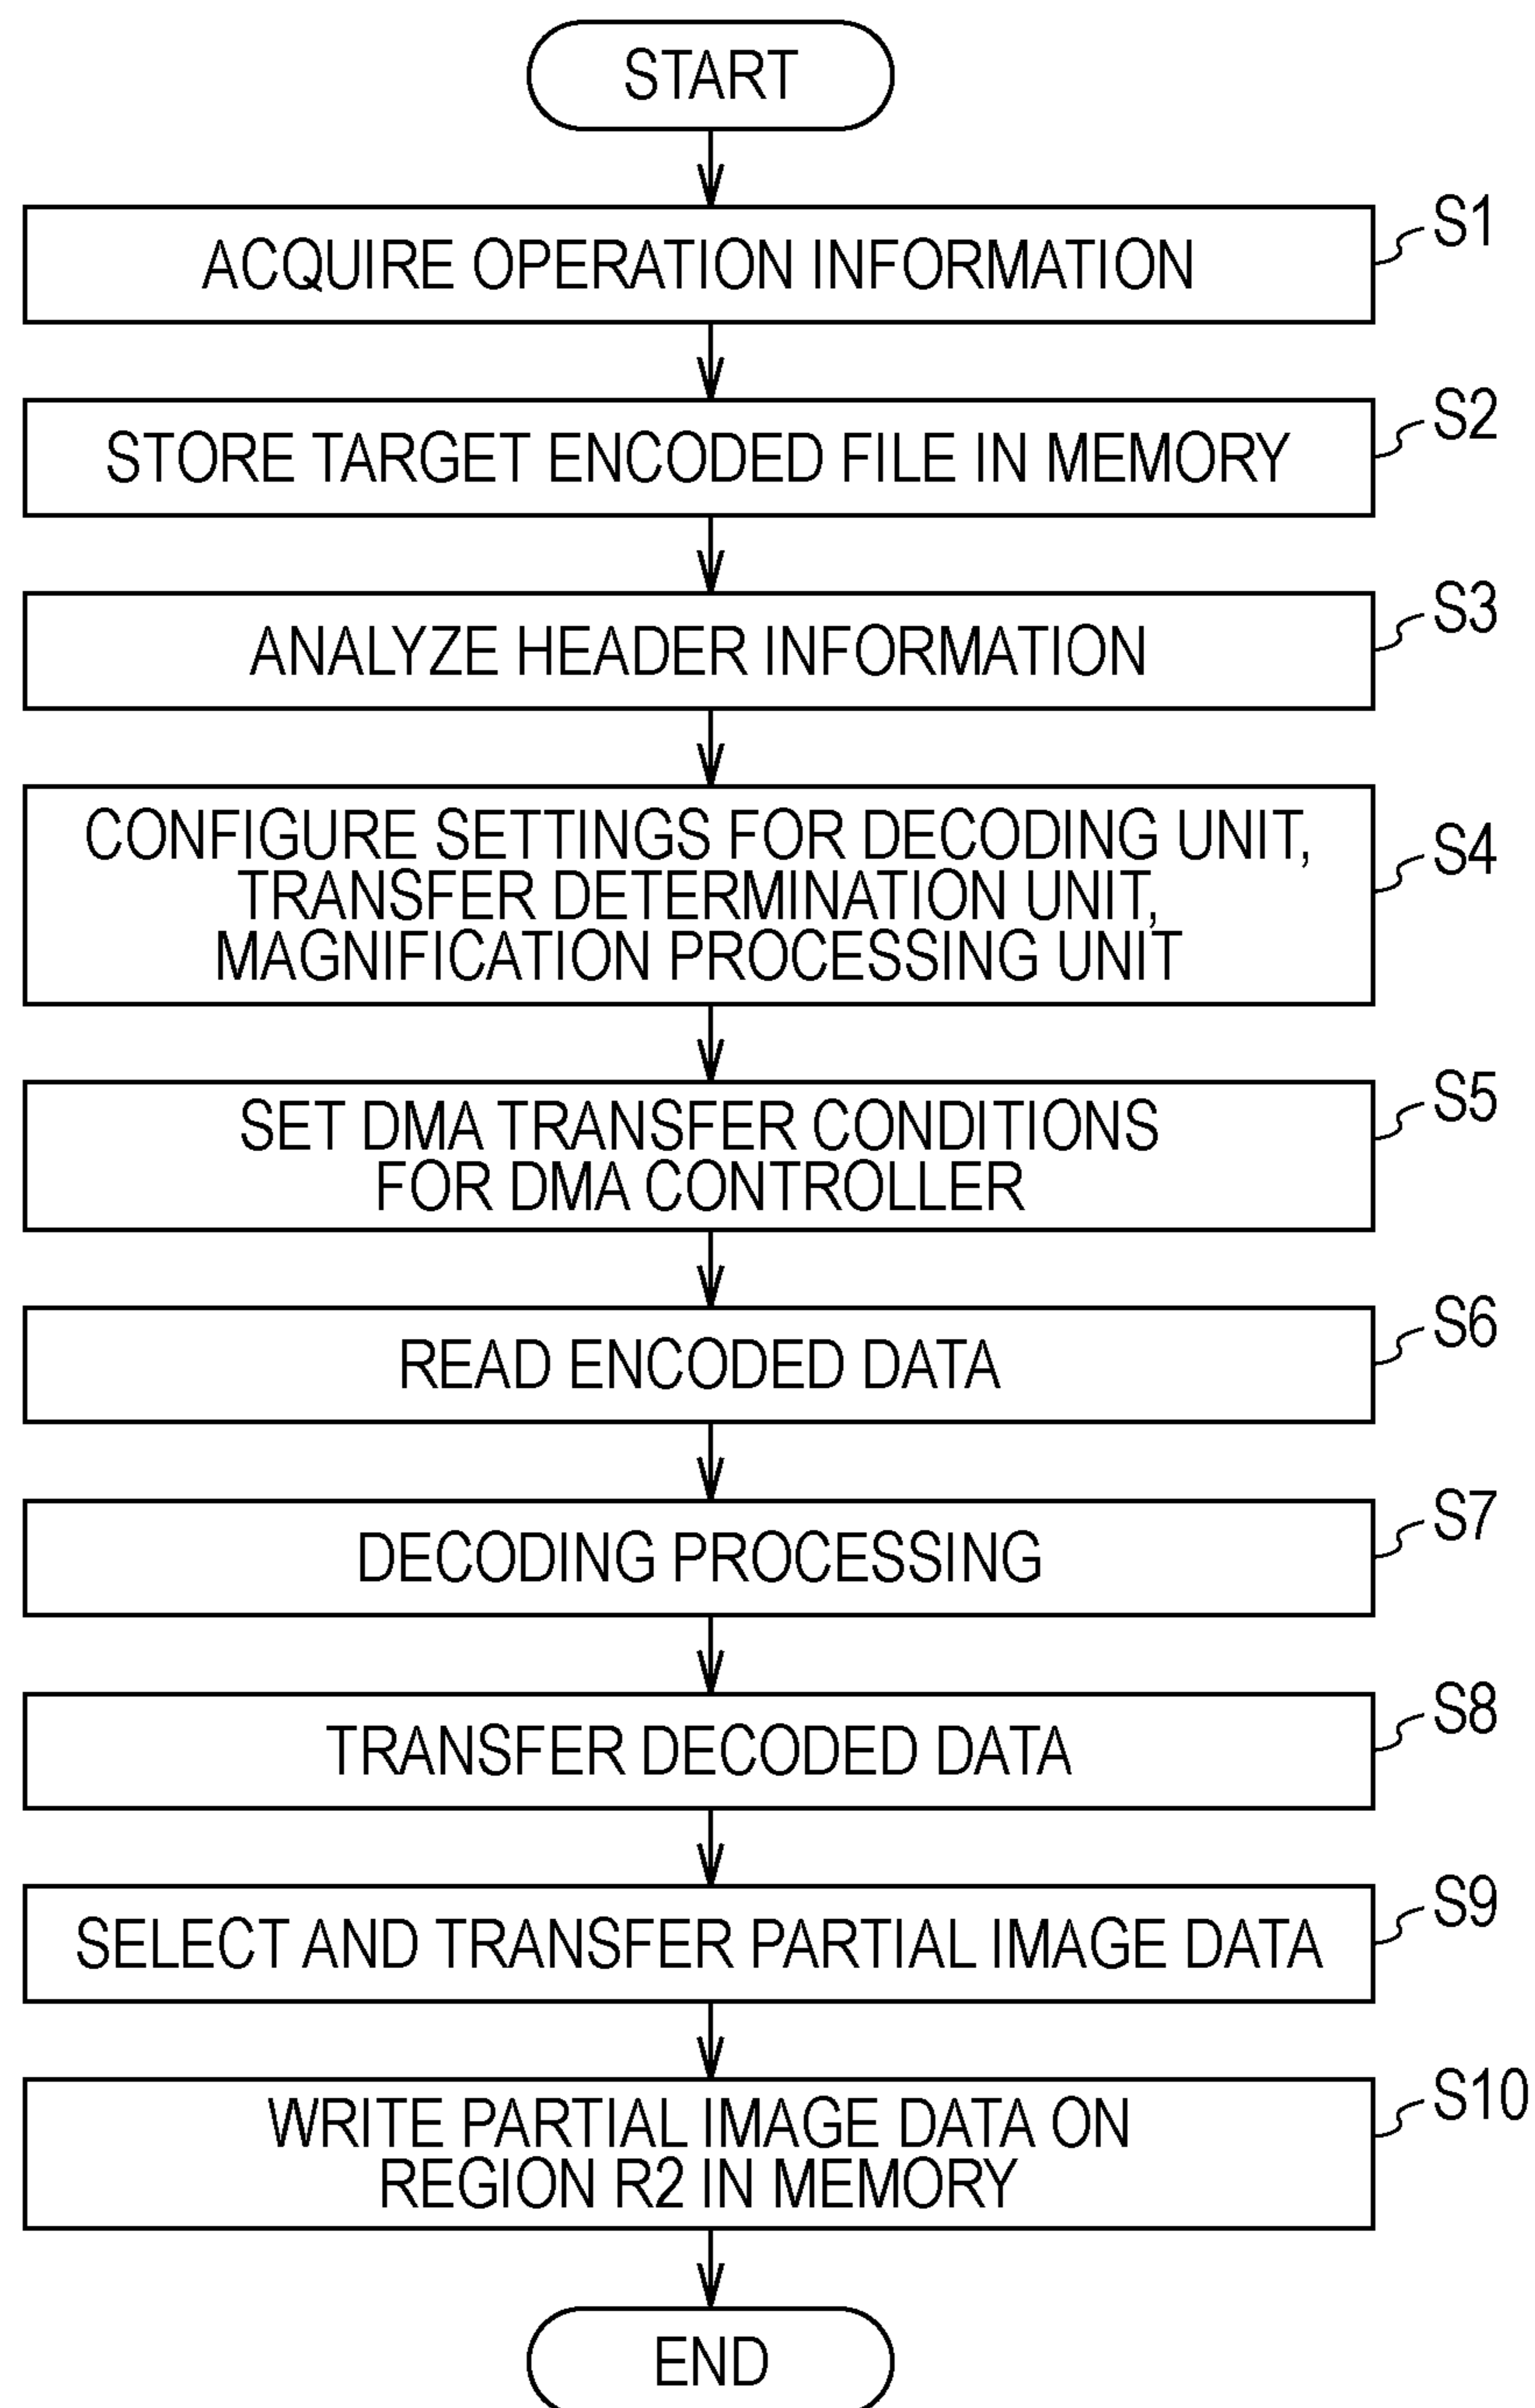 START
S1
ACQUIRE OPERATION INFORMATION
S2
STORE TARGET ENCODED FILE IN MEMORY
S3
ANALYZE HEADER INFORMATION
S4
CONFIGURE SETTINGS FOR DECODING UNIT,
TRANSFER DETERMINATION UNIT,
MAGNIFICATION PROCESSING UNIT
S5
SET DMA TRANSFER CONDITIONS
FOR DMA CONTROLLER
S6
READ ENCODED DATA
S7
DECODING PROCESSING
S8
TRANSFER DECODED DATA
S9
SELECT AND TRANSFER PARTIAL IMAGE DATA
S10
WRITE PARTIAL IMAGE DATA ON
REGION R2 IN MEMORY
END